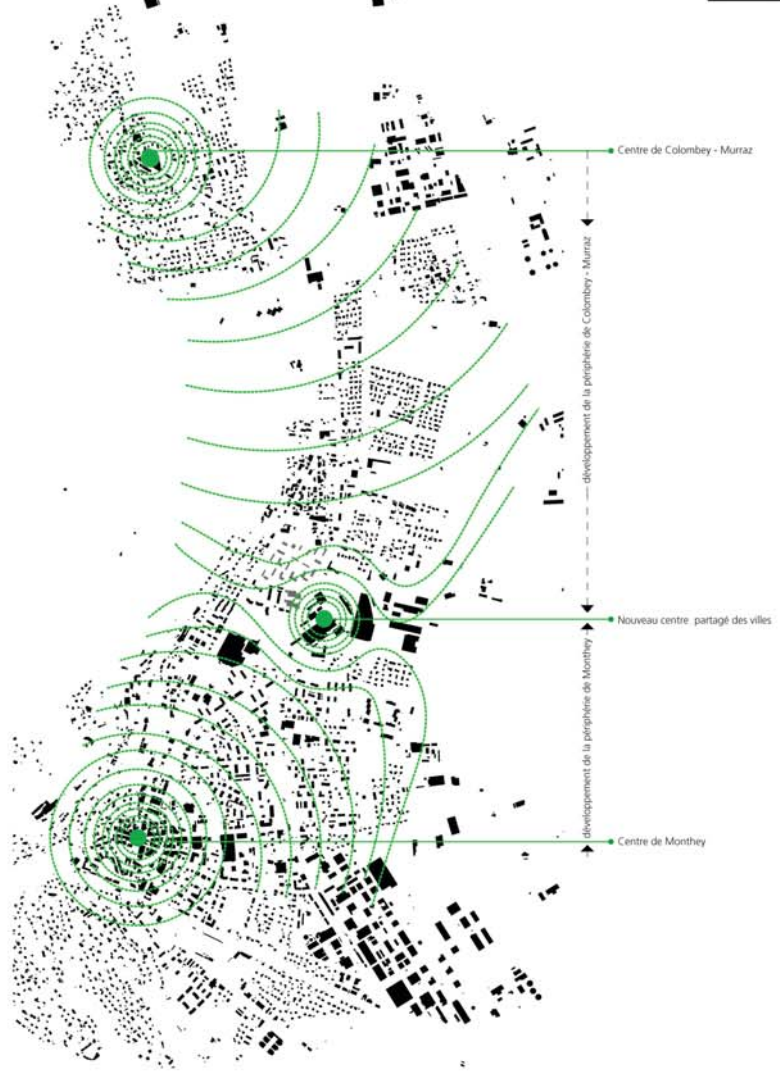 Centre de Colombey - Murraz
développement de la périphérie de Colombey - Murraz
Nouveau centre partagé des villes
développement de la périphérie de Monthey
Centre de Monthey